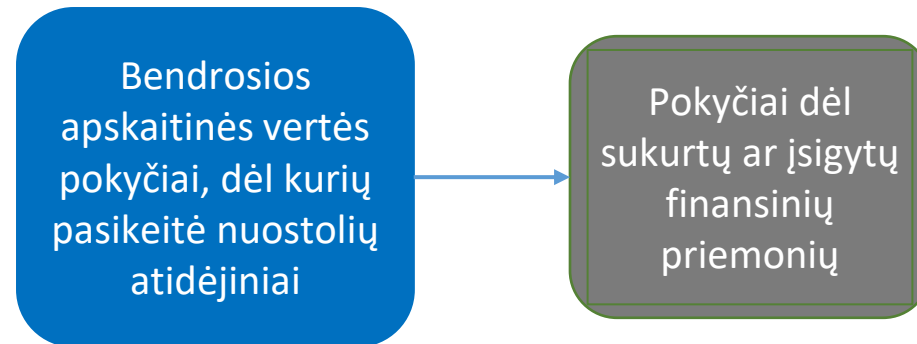 Bendrosios
apskaitinės vertės
pokyčiai, dėl kurių
pasikeitė nuostolių
atidėjiniai
Pokyčiai dėl
sukurtų ar įsigytų
finansinių
priemonių